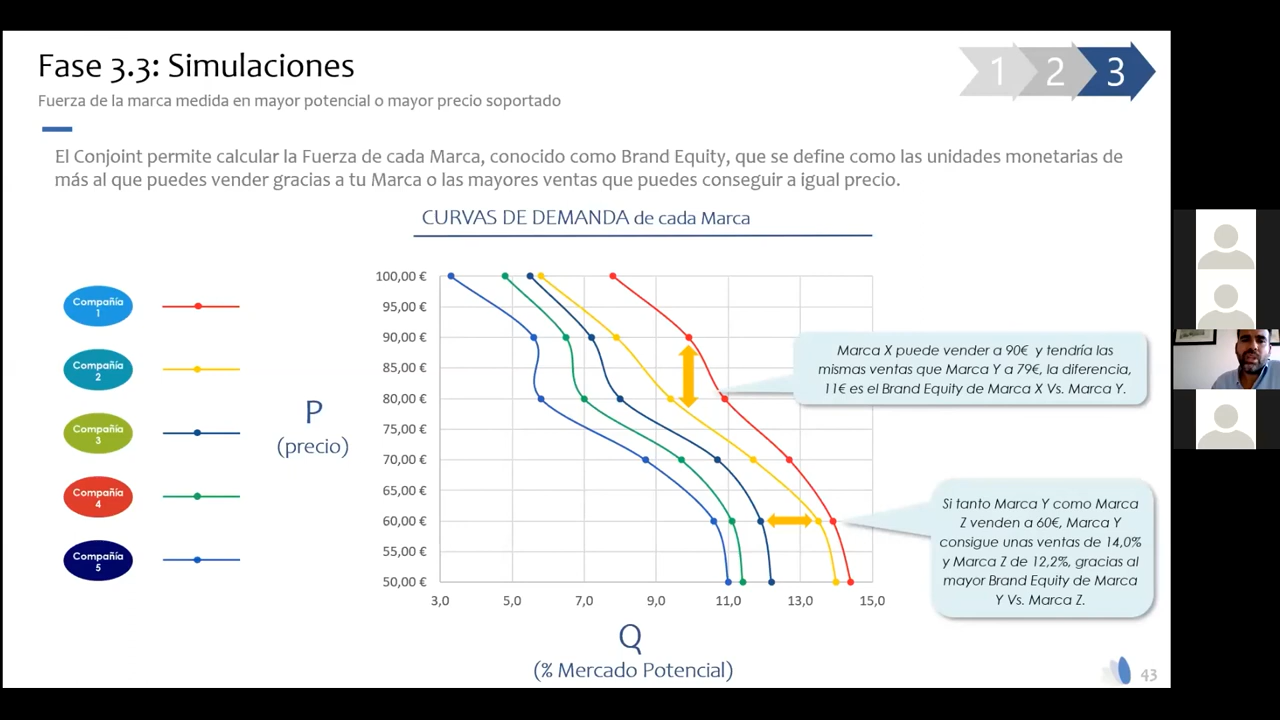 Fase 3.3: Simulaciones
1 2 3
Fuerza de la marca medida en mayor potencial o mayor precio soportado
El Conjoint permite calcular la Fuerza de cada Marca, conocido como Brand Equity, que se define como las unidades monetarias de
más al que puedes vender gracias a tu Marca o las mayores ventas que puedes conseguir a igual precio.
CURVAS DE DEMANDA de cada Marca
Compañía
1
Compañía
2
Compañía
3
Compañía
4
Compañía
5
P
(precio)
100,00 €
95,00 €
90,00 €
85,00 €
80,00 €
75,00 €
70,00 €
65,00 €
60,00 €
55,00 €
50,00 €
3,0 5,0 7,0 9,0 11,0 13,0 15,0
Q
(% Mercado Potencial)
Marca X puede vender a 90€ y tendría las
mismas ventas que Marca Y a 79€, la diferencia,
11€ es el Brand Equity de Marca X Vs. Marca Y.
Si tanto Marca Y como Marca
Z venden a 60€, Marca Y
consigue unas ventas de 14,0%
y Marca Z de 12,2%, gracias al
mayor Brand Equity de Marca
Y Vs. Marca Z.
43